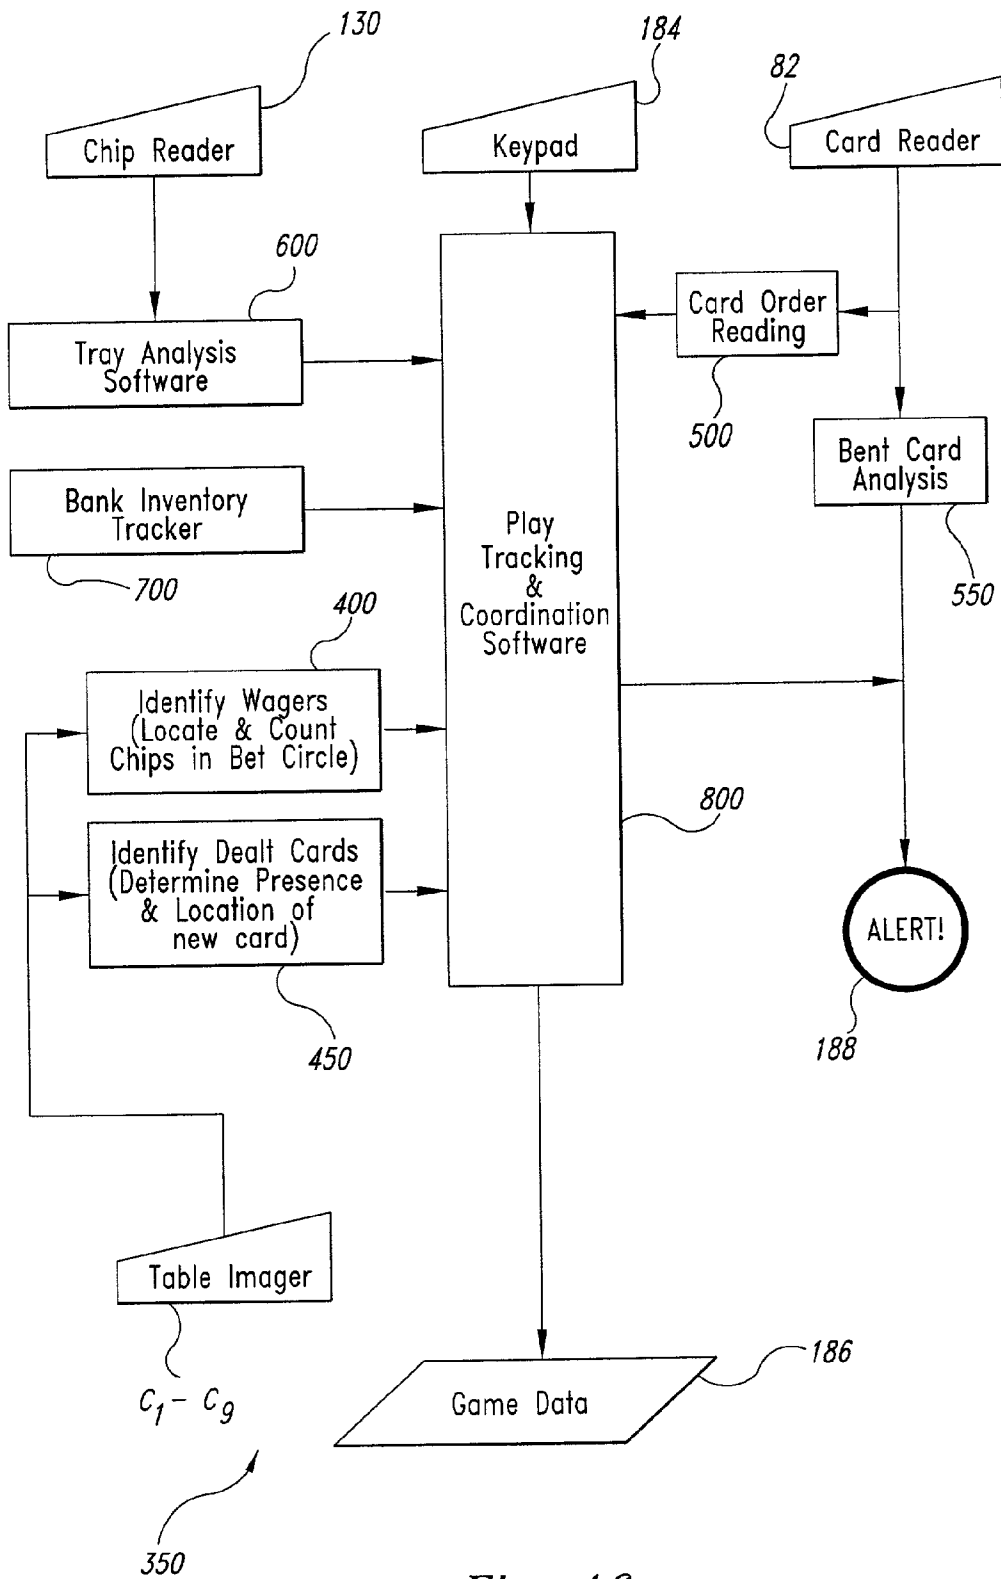 130
184
82
Chip Reader
Keypad
Card Reader
600
Tray Analysis
Software
Card Order
Reading
500
Bank Inventory
Tracker
700
Bent Card
Analysis
550
Play
Tracking
&
Coordination
Software
400
Identify Wagers
(Locate & Count
Chips in Bet Circle)
800
Identify Dealt Cards
(Determine Presence
& Location of
new card)
450
ALERT!
188
Table Imager
C1 - C9
186
Game Data
350